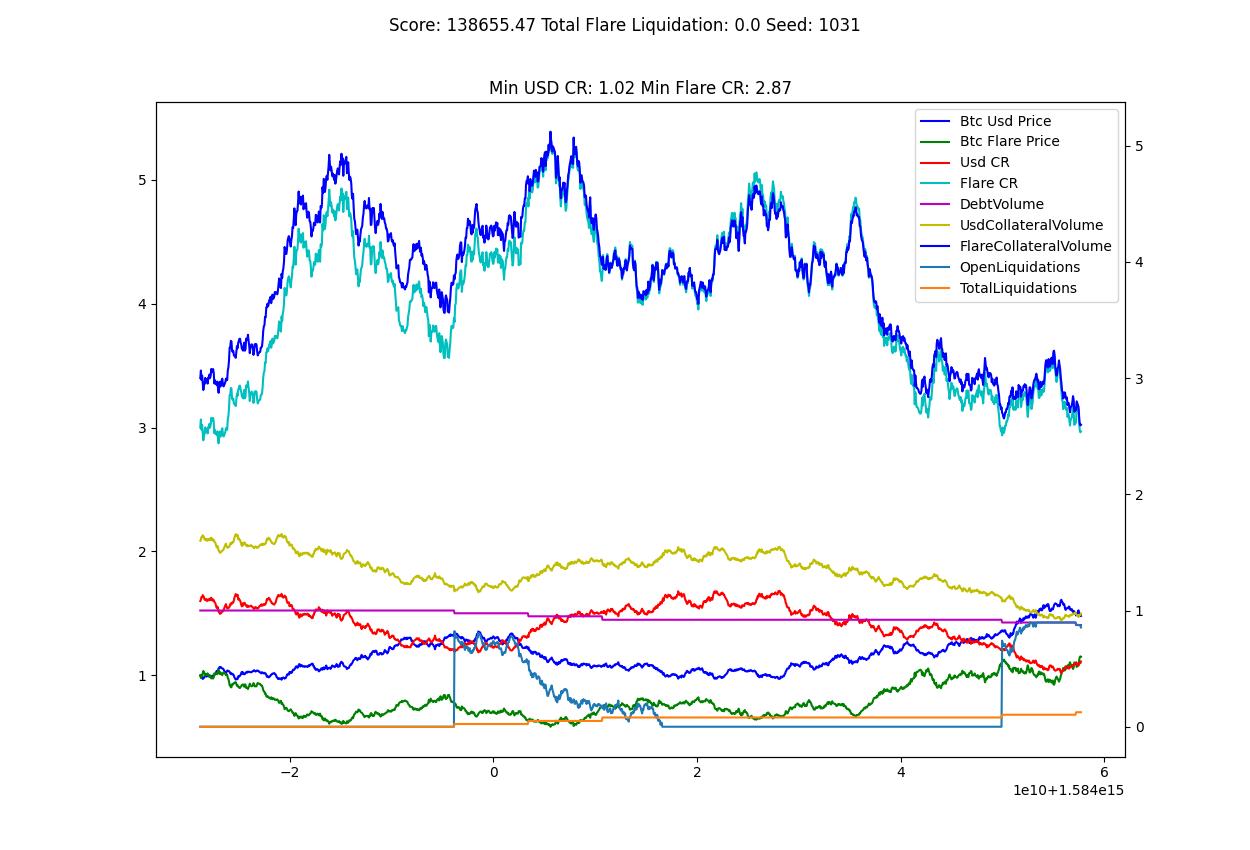 Score: 138655.47 Total Flare Liquidation: 0.0 Seed: 1031
Min USD CR: 1.02 Min Flare CR: 2.87
Btc Usd Price
Btc Flare Price
Usd CR
Flare CR
DebtVolume
UsdCollateralVolume
FlareCollateralVolume
OpenLiquidations
TotalLiquidations
5
4
3
2
1
5
4
3
2
1
0
−2
0
2
4
6
1e10+1.584e15